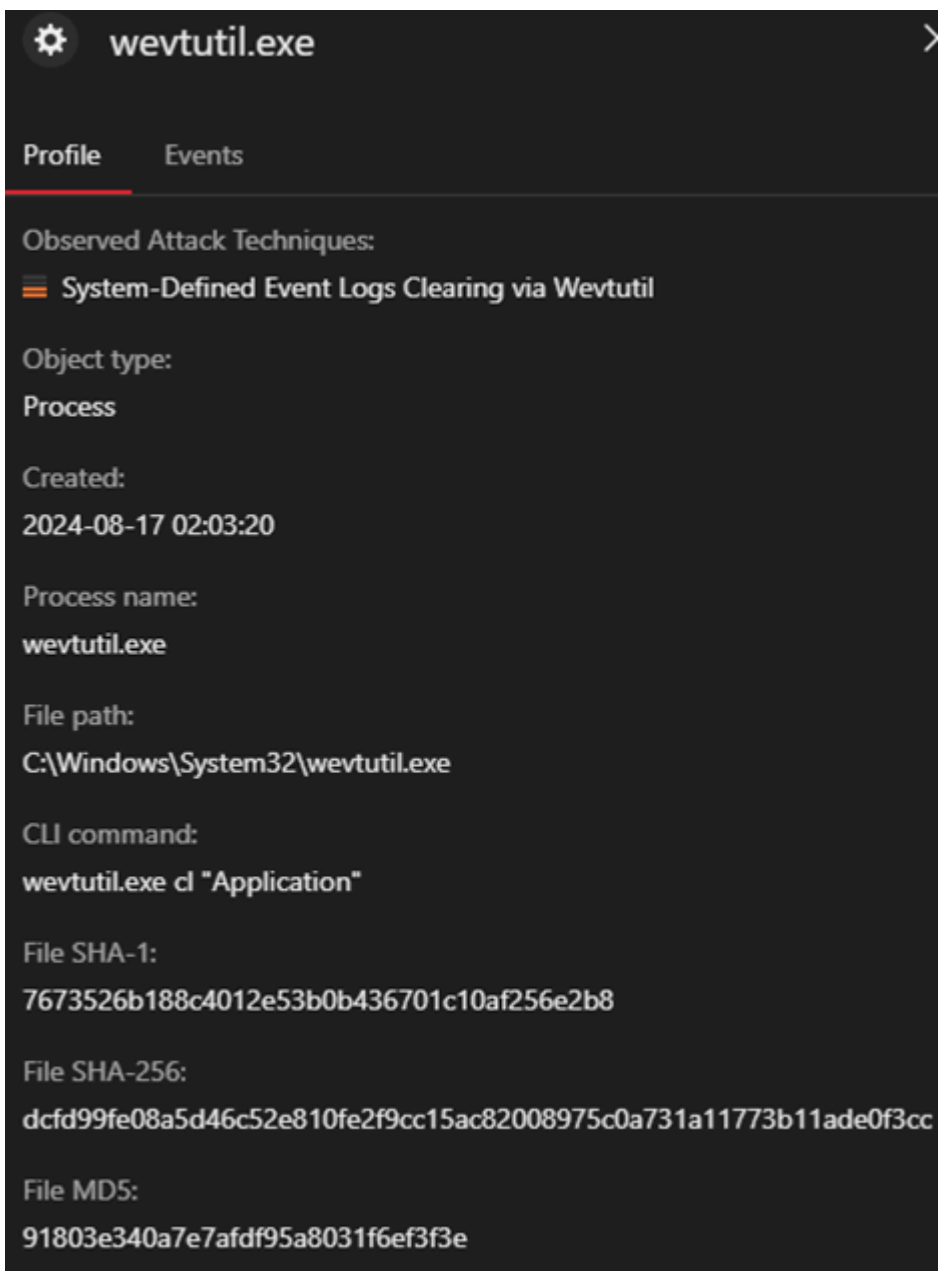 wevtutil.exe
Profile Events
Observed Attack Techniques:
System-Defined Event Logs Clearing via Wevtutil
Object type:
Process
Created:
2024-08-17 02:03:20
Process name:
wevtutil.exe
File path:
C:\Windows\System32\wevtutil.exe
CLI command:
wevtutil.exe cl "Application"
File SHA-1:
7673526b188c4012e53b0b436701c10af256e2b8
File SHA-256:
dcfd99fe08a5d46c52e810fe2f9cc15ac82008975c0a731a11773b11ade0f3cc
File MD5:
91803e340a7e7afdf95a8031f6ef3f3e